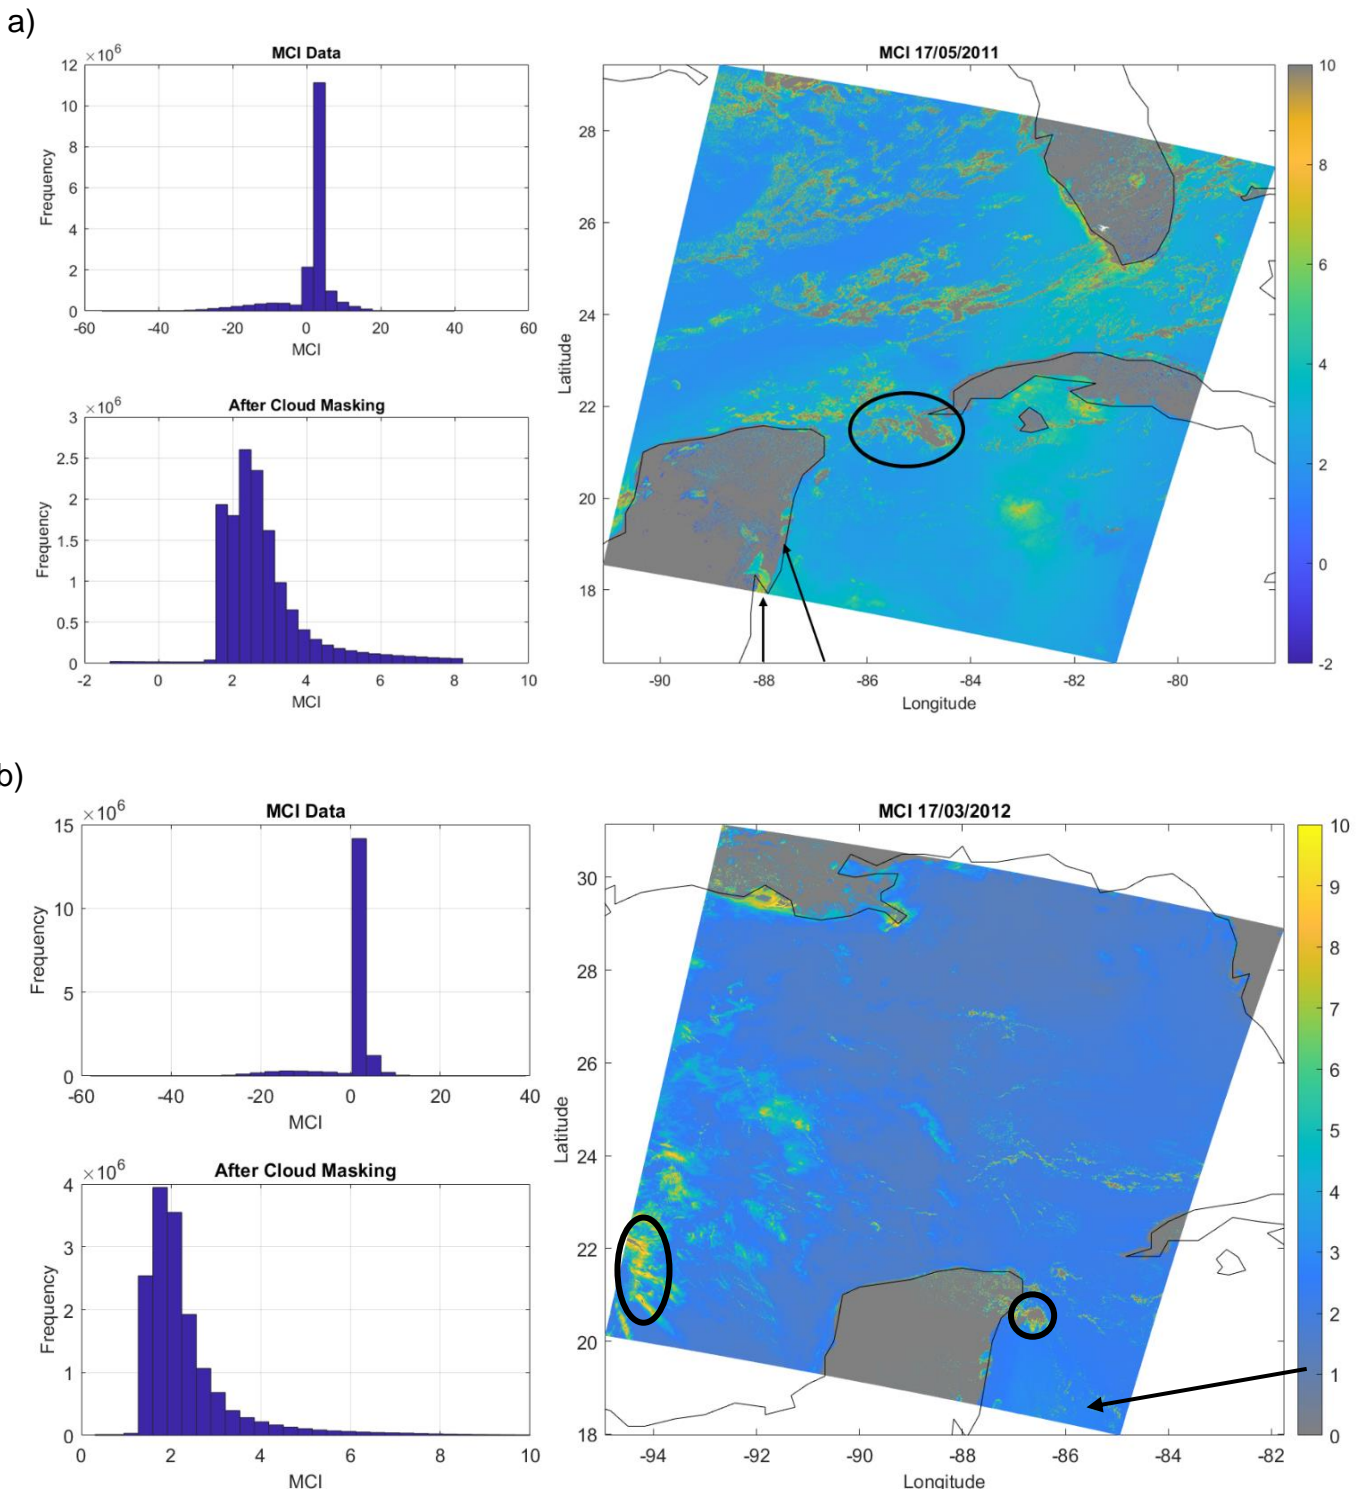 a)
MCI Data
×10⁶
12
10
8
6
4
2
0
Frequency
-60 -40 -20 0 20 40 60
MCI
After Cloud Masking
×10⁶
3
2.5
2
1.5
1
0.5
0
Frequency
-2 0 2 4 6 8 10
MCI
MCI 17/05/2011
28
26
24
22
20
18
Latitude
-90 -88 -86 -84 -82 -80
Longitude
10
8
6
4
2
0
-2
b)
MCI Data
×10⁶
15
10
5
0
Frequency
-60 -40 -20 0 20 40
MCI
After Cloud Masking
×10⁶
4
3
2
1
0
Frequency
0 2 4 6 8 10
MCI
MCI 17/03/2012
30
28
26
24
22
20
18
Latitude
-94 -92 -90 -88 -86 -84 -82
Longitude
10
9
8
7
6
5
4
3
2
1
0